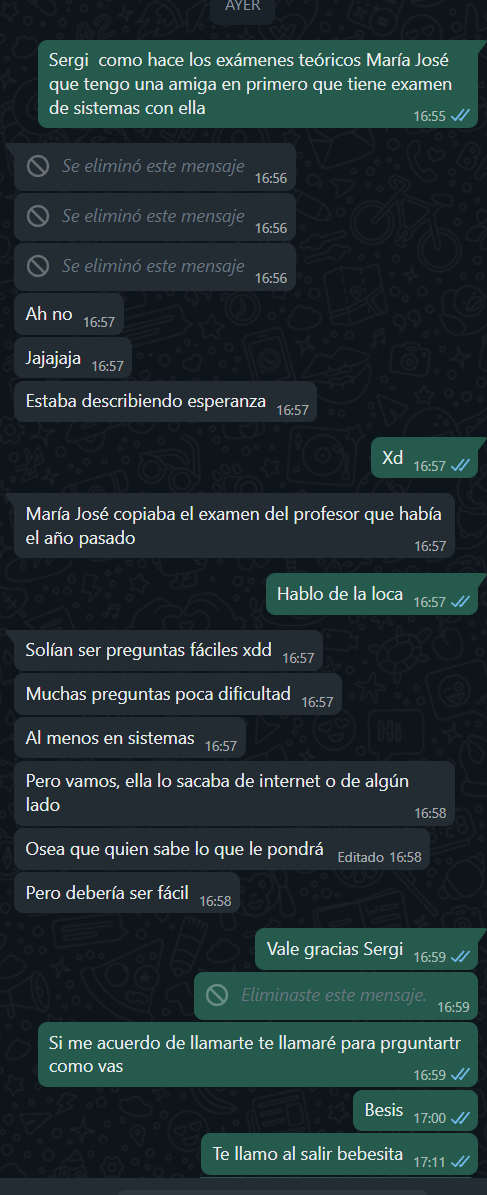 AYER
Sergi como hace los exámenes teóricos María José
que tengo una amiga en primero que tiene examen
de sistemas con ella
16:55
Se eliminó este mensaje
16:56
Se eliminó este mensaje
16:56
Se eliminó este mensaje
16:56
Ah no 16:57
Jajajaja 16:57
Estaba describiendo esperanza 16:57
Xd 16:57
María José copiaba el examen del profesor que había
el año pasado
16:57
Hablo de la loca 16:57
Solían ser preguntas fáciles xdd 16:57
Muchas preguntas poca dificultad 16:57
Al menos en sistemas 16:57
Pero vamos, ella lo sacaba de internet o de algún
lado
16:58
Osea que quien sabe lo que le pondrá Editado 16:58
Pero debería ser fácil 16:58
Vale gracias Sergi 16:59
Eliminaste este mensaje. 16:59
Si me acuerdo de llamarte te llamaré para prguntartr
como vas
16:59
Besis 17:00
Te llamo al salir bebesita 17:11